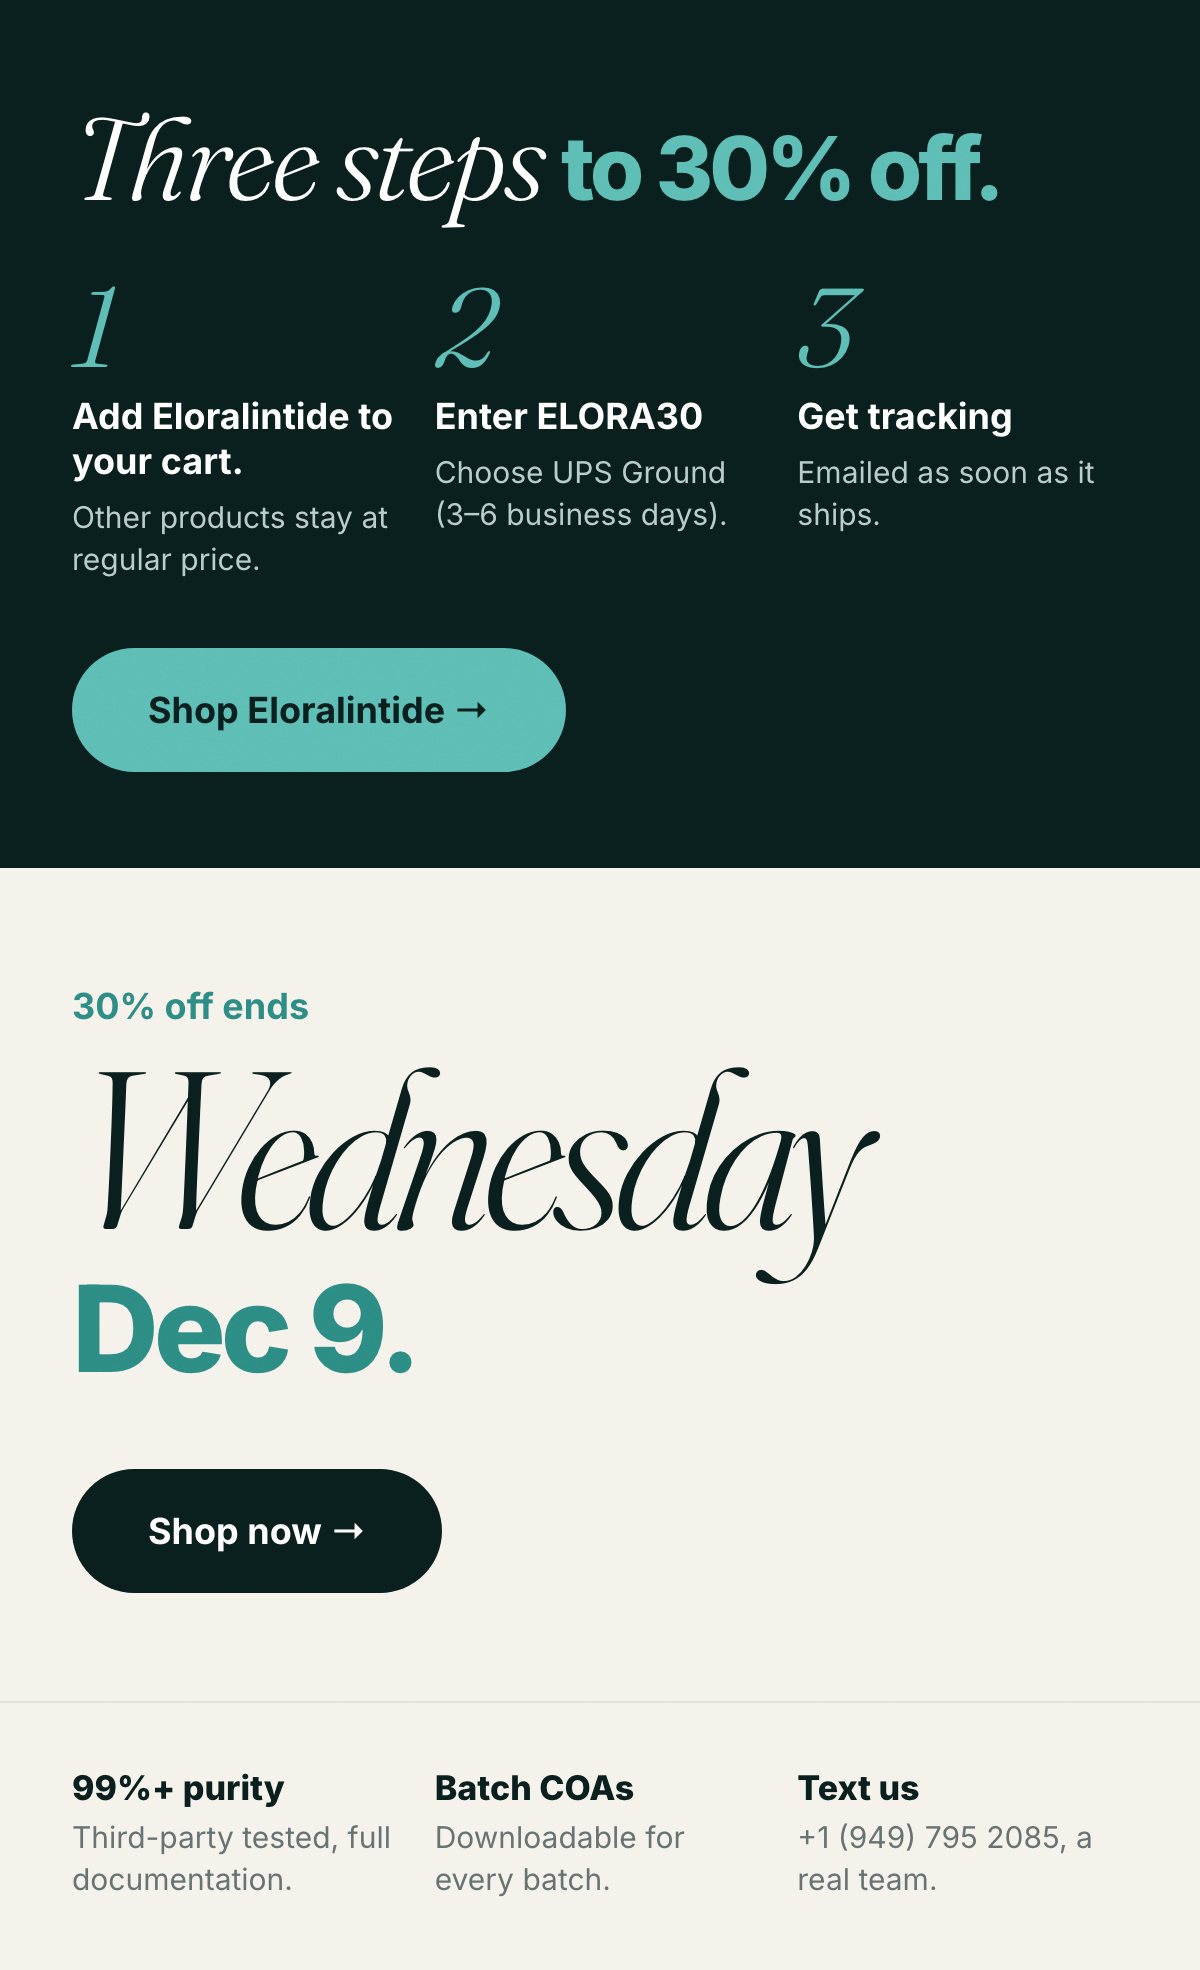 Three steps to 30% off.
1
Add Eloralintide to
your cart.
Other products stay at
regular price.
2
Enter ELORA30
Choose UPS Ground
(3–6 business days).
3
Get tracking
Emailed as soon as it
ships.
Shop Eloralintide →
30% off ends
Wednesday
Dec 9.
Shop now →
99%+ purity
Third-party tested, full
documentation.
Batch COAs
Downloadable for
every batch.
Text us
+1 (949) 795 2085, a
real team.